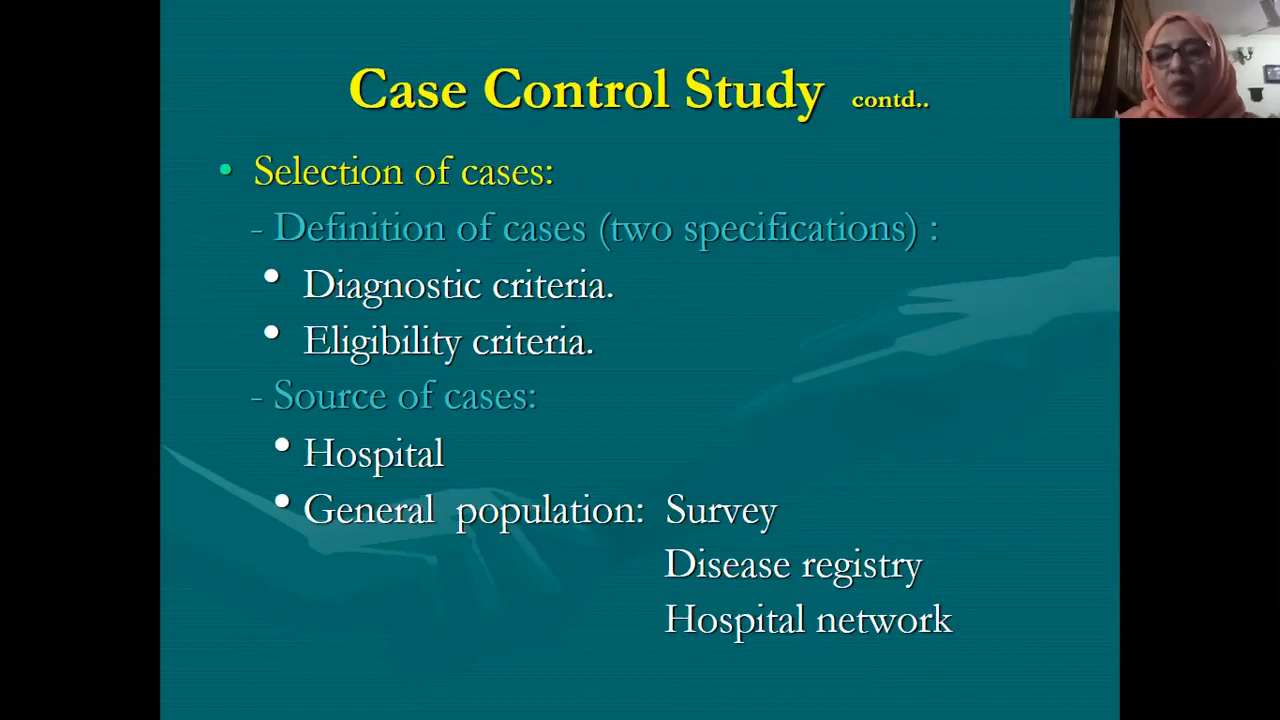 Case Control Study contd..
• Selection of cases:
- Definition of cases (two specifications) :
• Diagnostic criteria.
• Eligibility criteria.
- Source of cases:
• Hospital
• General population: Survey
Disease registry
Hospital network